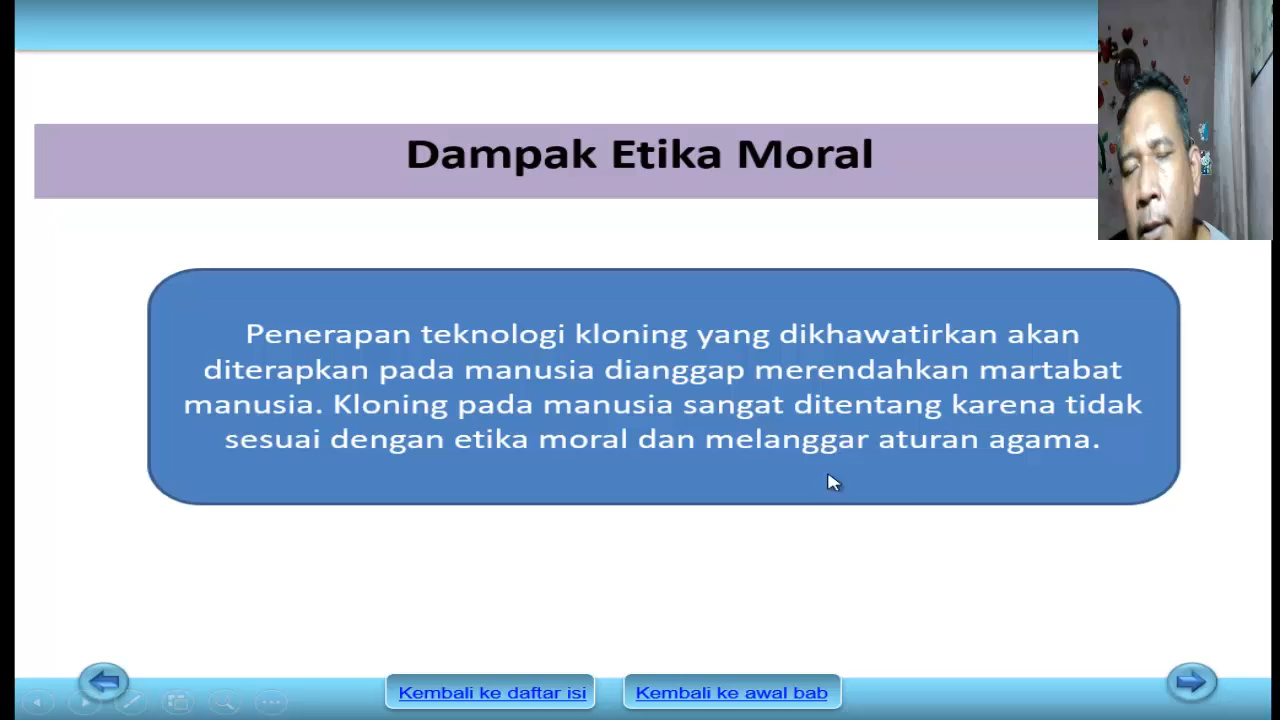 Dampak Etika Moral
Penerapan teknologi kloning yang dikhawatirkan akan
diterapkan pada manusia dianggap merendahkan martabat
manusia. Kloning pada manusia sangat ditentang karena tidak
sesuai dengan etika moral dan melanggar aturan agama.
Kembali ke daftar isi
Kembali ke awal bab